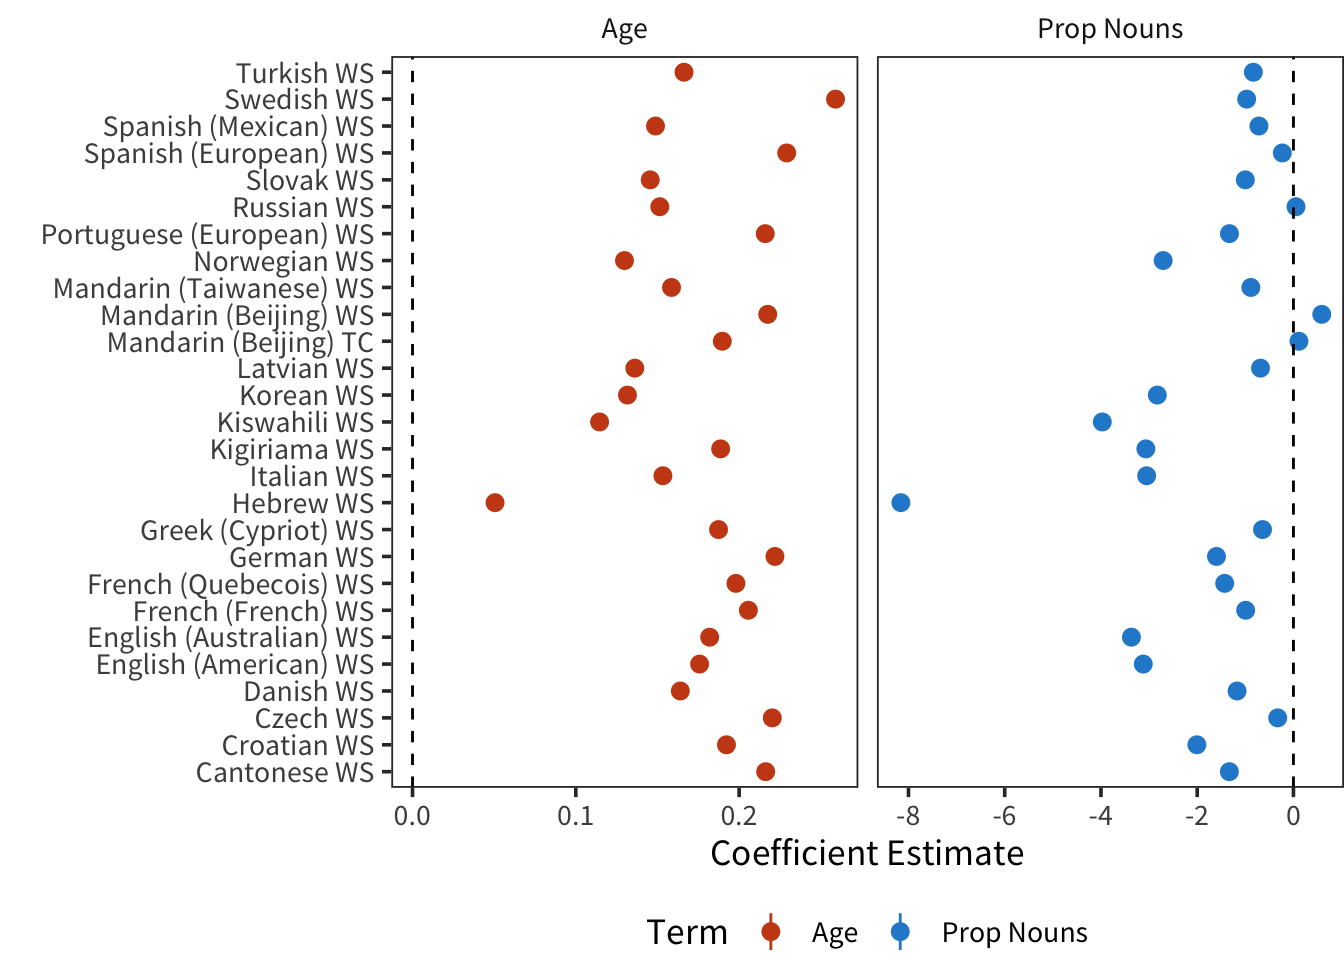 Age Prop Nouns
Turkish WS
Swedish WS
Spanish (Mexican) WS
Spanish (European) WS
Slovak WS
Russian WS
Portuguese (European) WS
Norwegian WS
Mandarin (Taiwanese) WS
Mandarin (Beijing) WS
Mandarin (Beijing) TC
Latvian WS
Korean WS
Kiswahili WS
Kigiriama WS
Italian WS
Hebrew WS
Greek (Cypriot) WS
German WS
French (Quebecois) WS
French (French) WS
English (Australian) WS
English (American) WS
Danish WS
Czech WS
Croatian WS
Cantonese WS
0.0 0.1 0.2 -8 -6 -4 -2 0
Coefficient Estimate
Term Age Prop Nouns